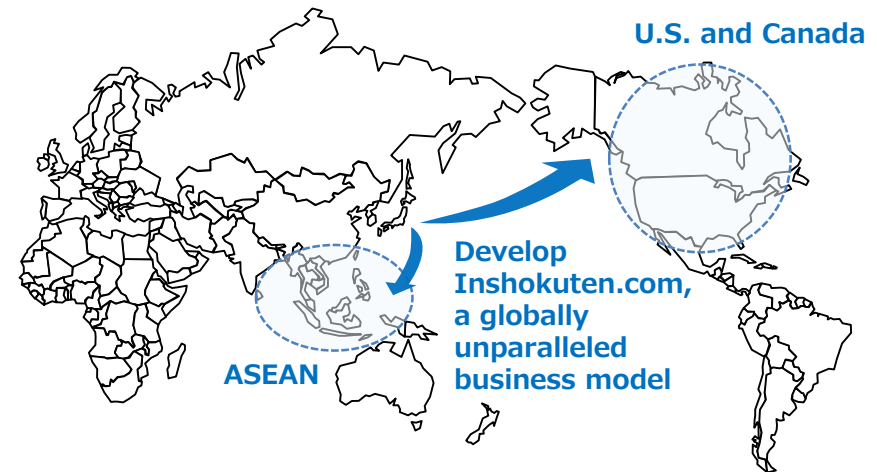 U.S. and Canada
Develop
Inshokuten.com,
a globally
unparalleled
business model
ASEAN